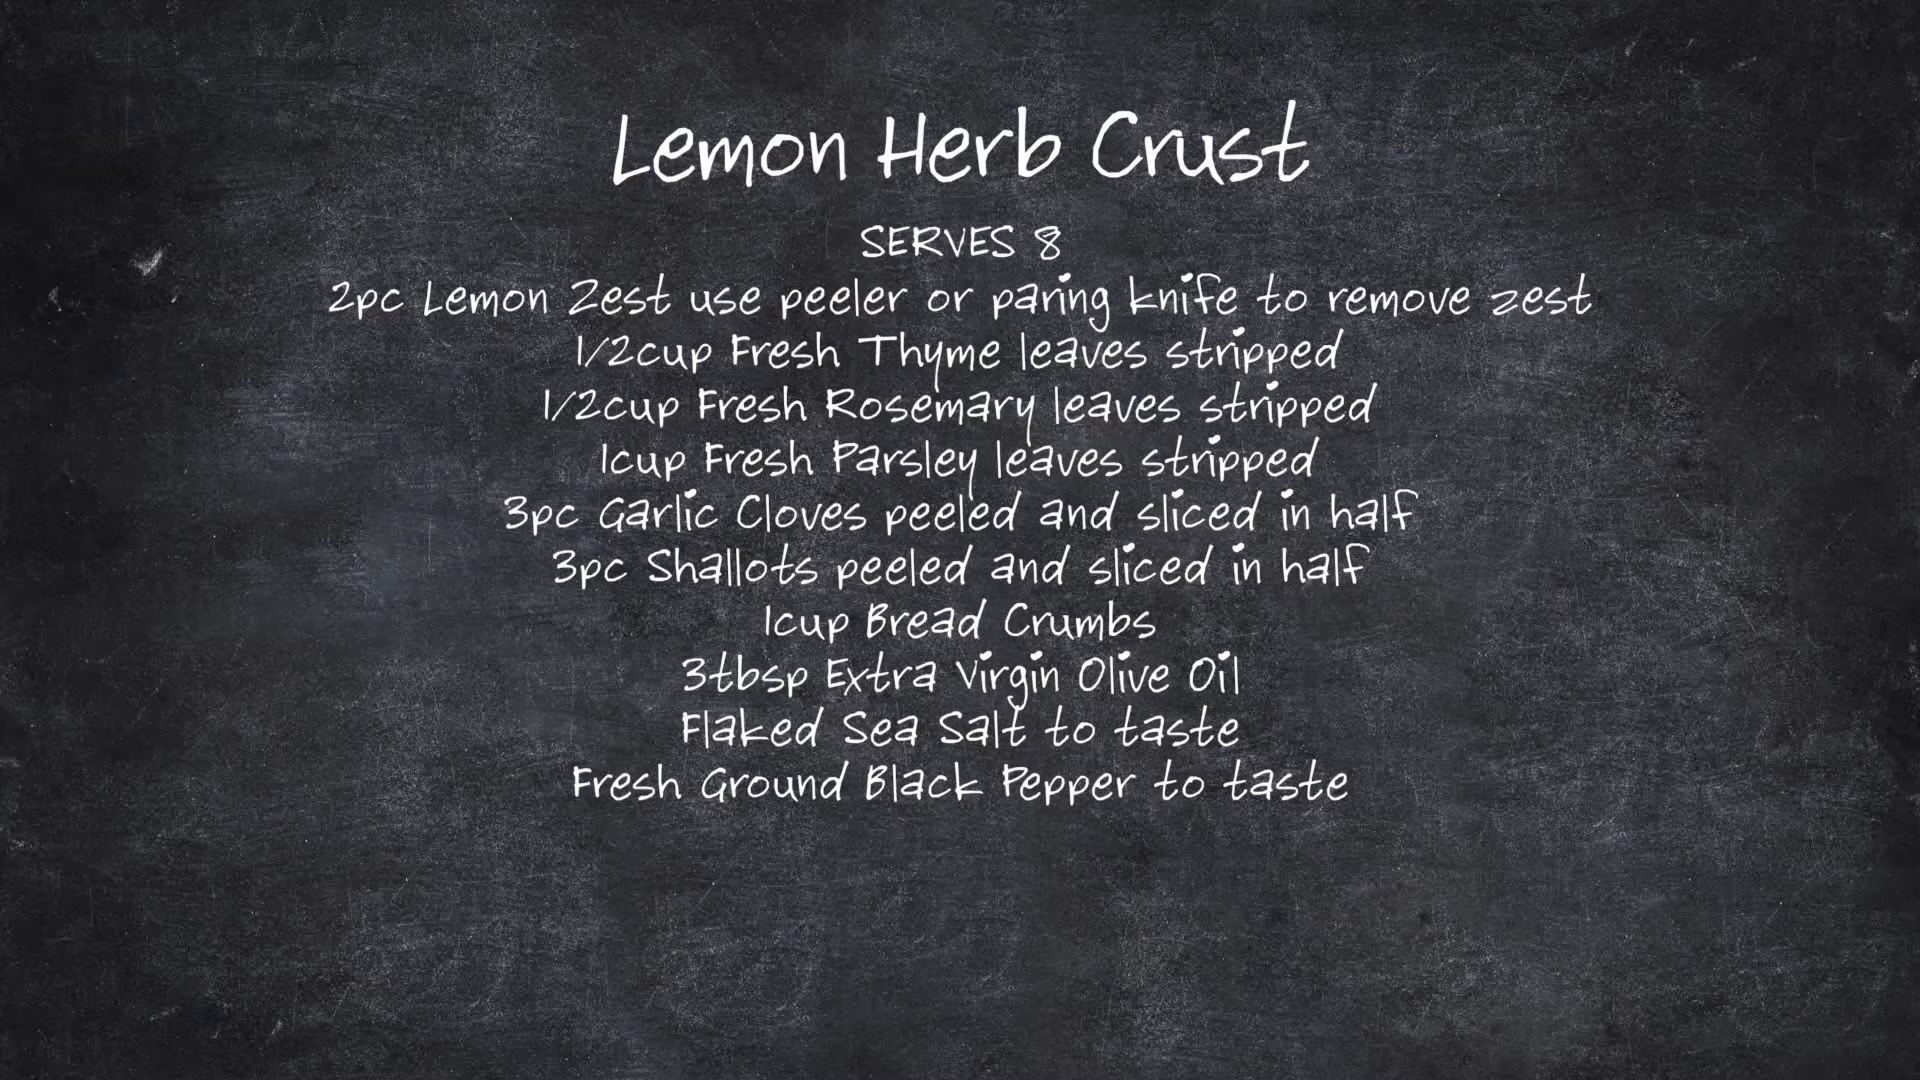 Lemon Herb Crust
SERVES 8
2pc Lemon Zest use peeler or paring knife to remove zest
1/2cup Fresh Thyme leaves stripped
1/2cup Fresh Rosemary leaves stripped
1cup Fresh Parsley leaves stripped
3pc Garlic Cloves peeled and sliced in half
3pc Shallots peeled and sliced in half
1cup Bread Crumbs
3tbsp Extra Virgin Olive Oil
Flaked Sea Salt to taste
Fresh Ground Black Pepper to taste